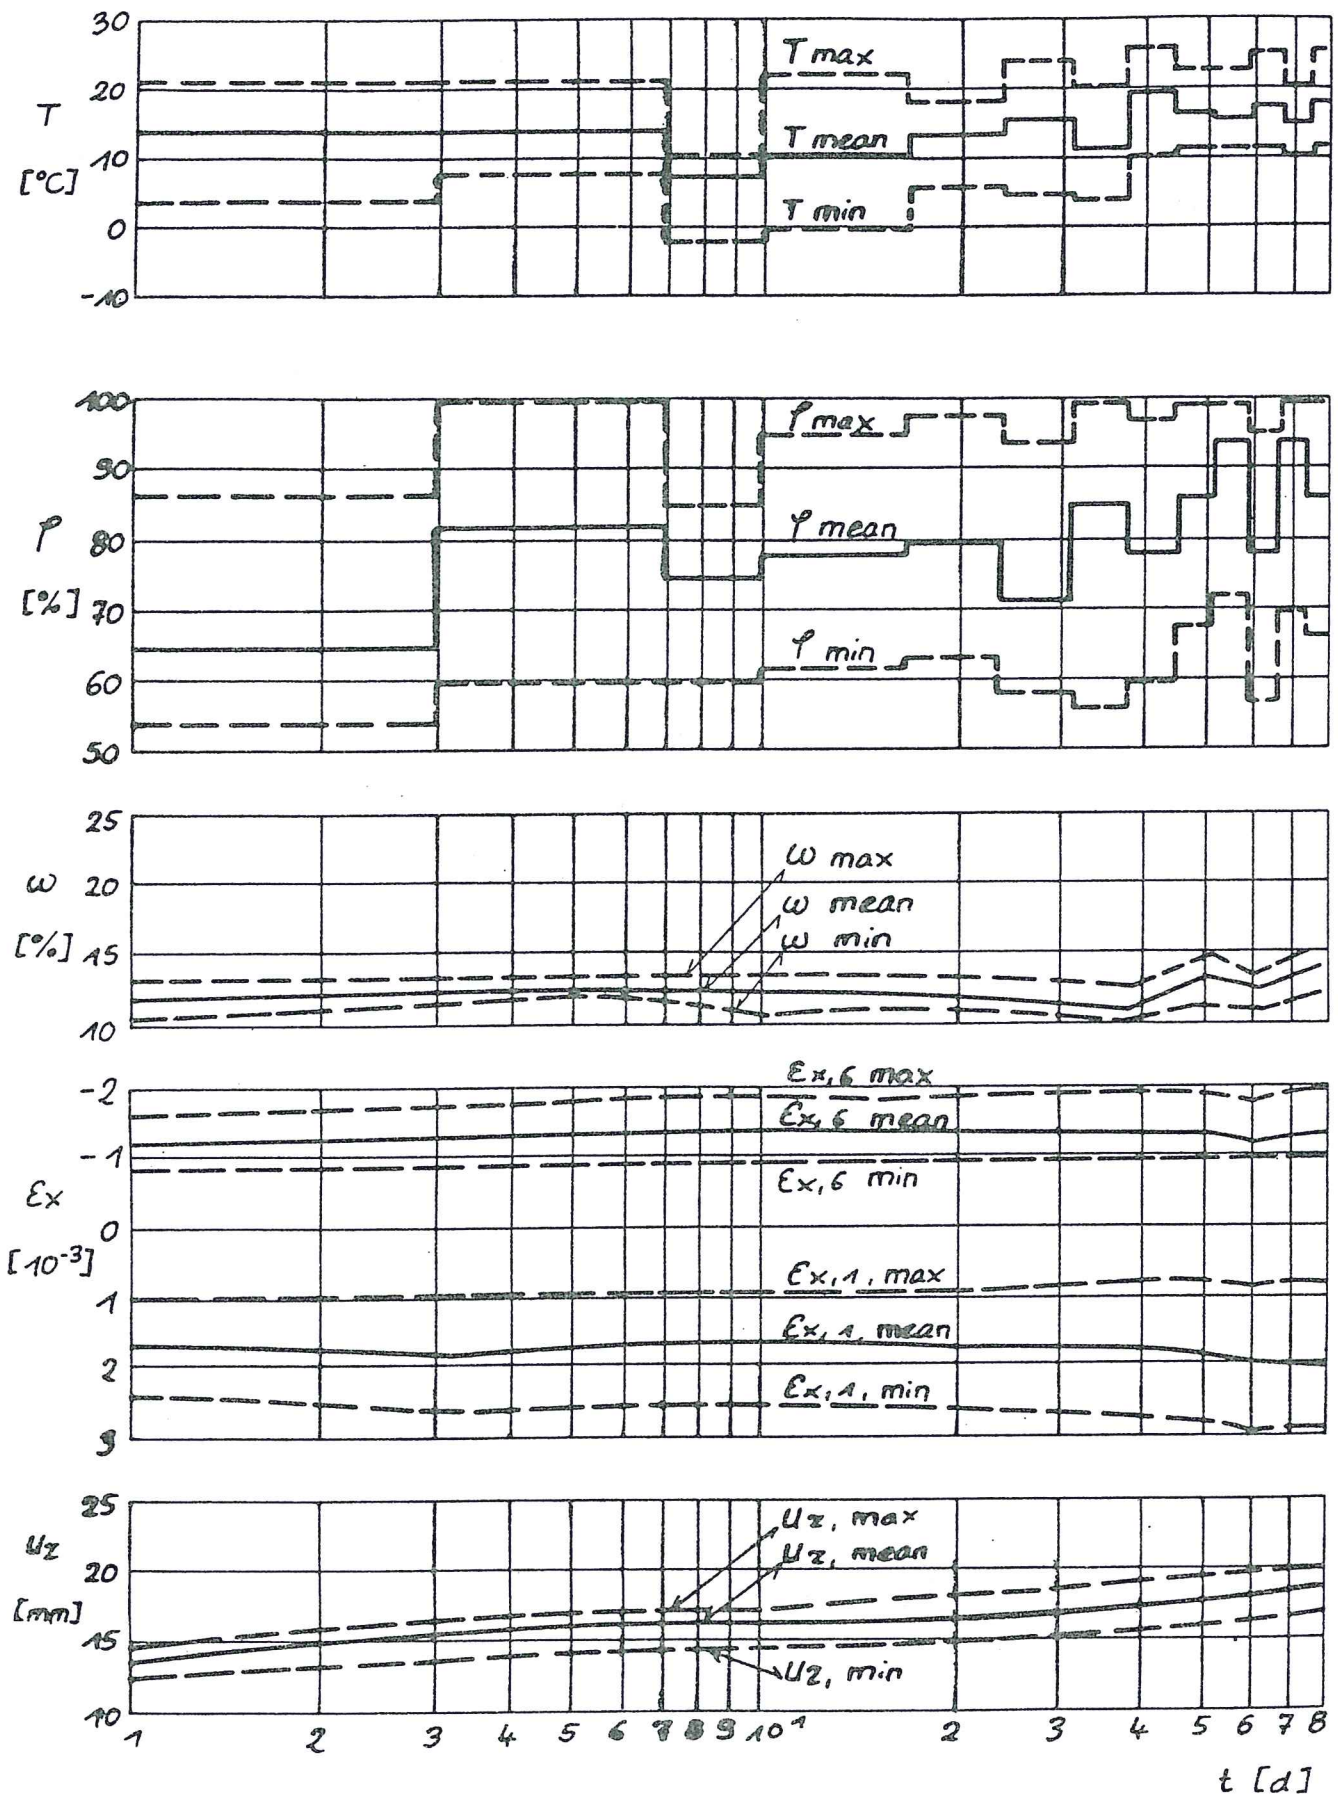 30
T max
T
20
T mean
10
[°C]
T min
0
-10
100
φ max
90
φ
80
φ mean
[%]
70
φ min
60
50
25
ω max
ω
20
ω mean
[%]
15
ω min
10
-2
εx,6 max
εx,6 mean
-1
εx,6 min
εx
0
[10⁻³]
εx,1, max
1
εx,1, mean
2
εx,1, min
3
25
uz, max
uz
uz, mean
20
[mm]
15
uz, min
10
1 2 3 4 5 6 7 8 9 10¹ 2 3 4 5 6 7 8
t [d]